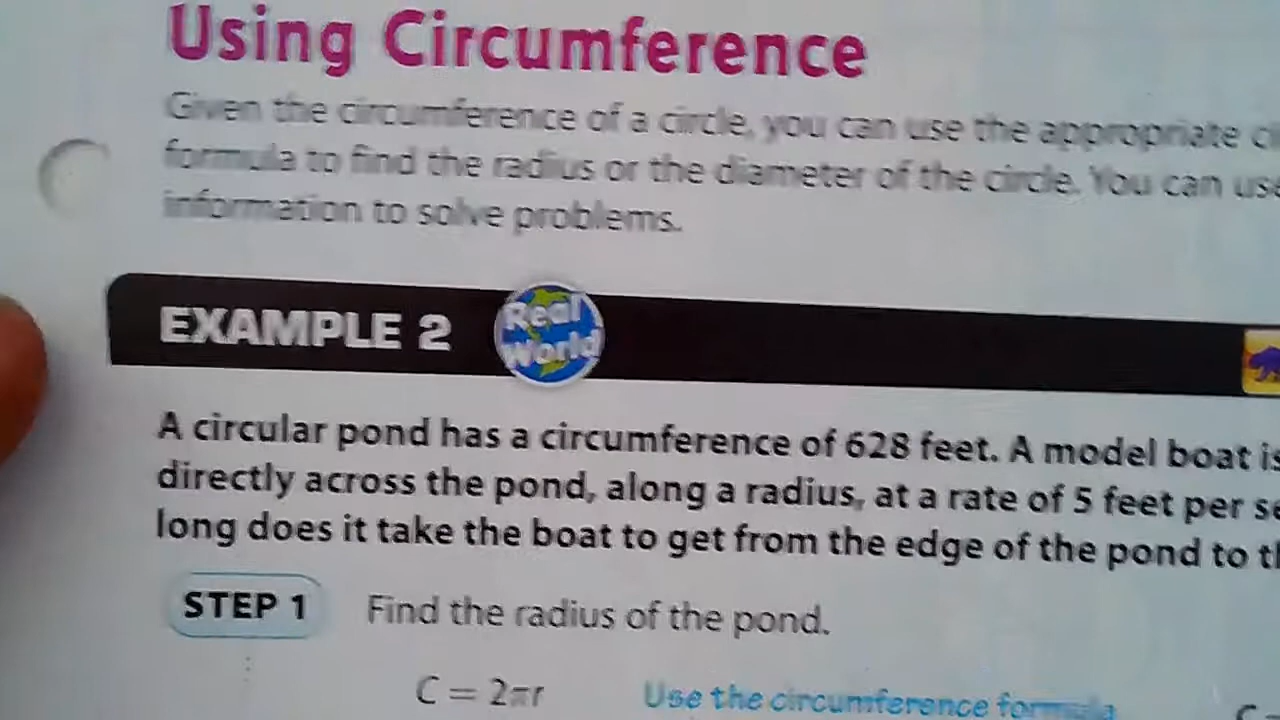 Using Circumference
Given the circumference of a circle, you can use the appropriate
formula to find the radius or the diameter of the circle. You can use
information to solve problems.
EXAMPLE 2
Real
World
A circular pond has a circumference of 628 feet. A model boat is
directly across the pond, along a radius, at a rate of 5 feet per
long does it take the boat to get from the edge of the pond to
STEP 1
Find the radius of the pond.
C = 2πr
Use the circumference formula